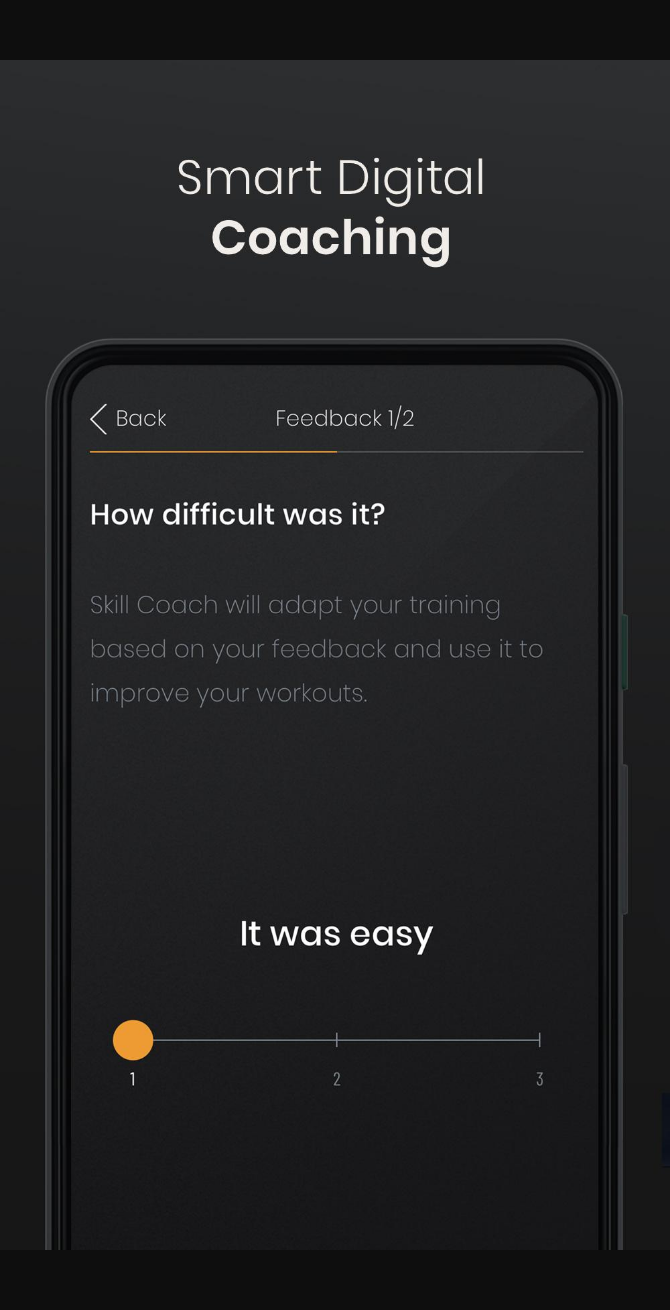 Smart Digital
Coaching
Back
Feedback 1/2
How difficult was it?
Skill Coach will adapt your training
based on your feedback and use it to
improve your workouts.
It was easy
1
2
3